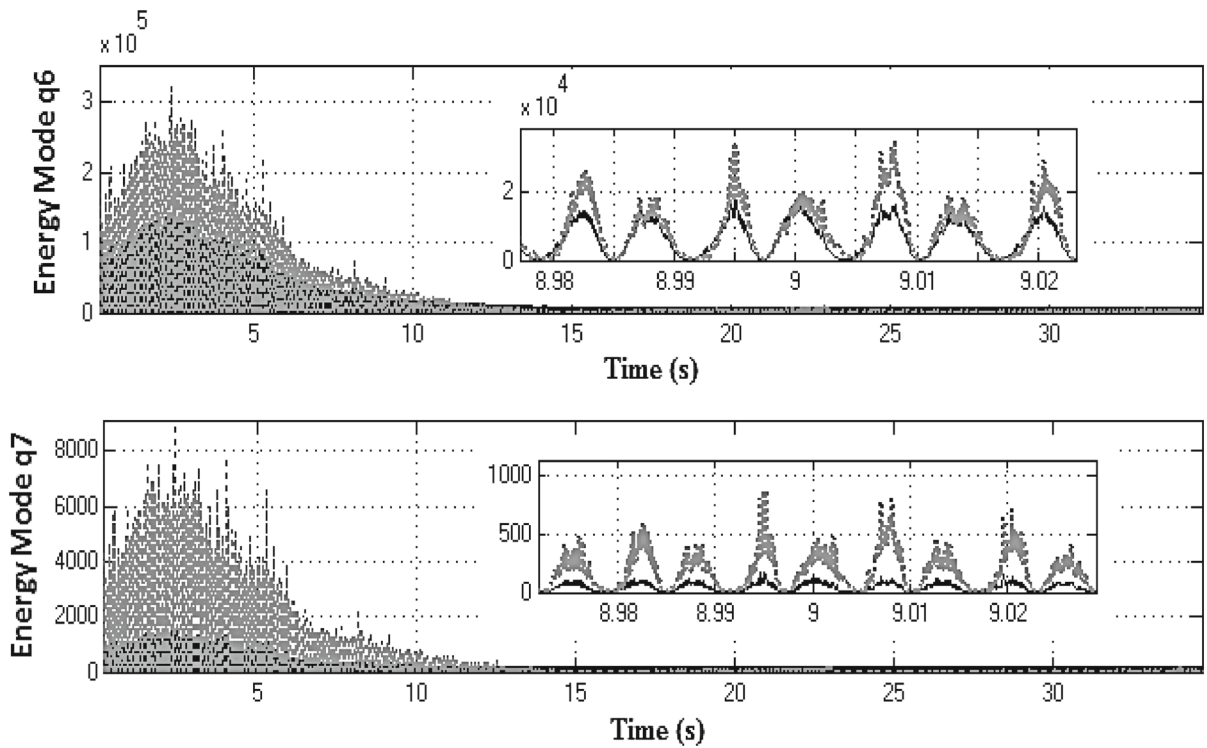 x 10^5
Energy Mode q6
3
2
1
0
x 10^4
2
0
8.98 8.99 9 9.01 9.02
5 10 15 20 25 30
Time (s)
Energy Mode q7
8000
6000
4000
2000
0
1000
500
0
8.98 8.99 9 9.01 9.02
5 10 15 20 25 30
Time (s)